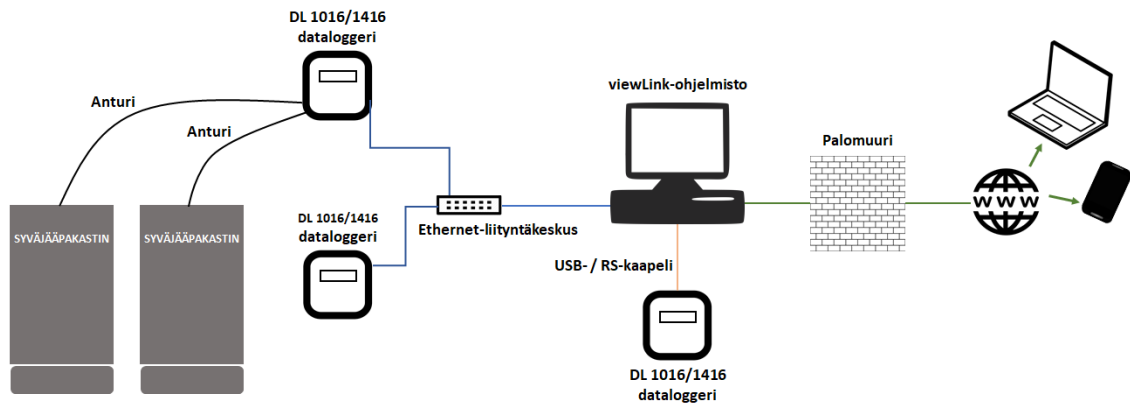 DL 1016/1416
dataloggeri
Anturi
Anturi
SYVÄJÄÄPAKASTIN
SYVÄJÄÄPAKASTIN
DL 1016/1416
dataloggeri
Ethernet-liityntäkeskus
viewLink-ohjelmisto
USB- / RS-kaapeli
DL 1016/1416
dataloggeri
Palomuuri
W W W